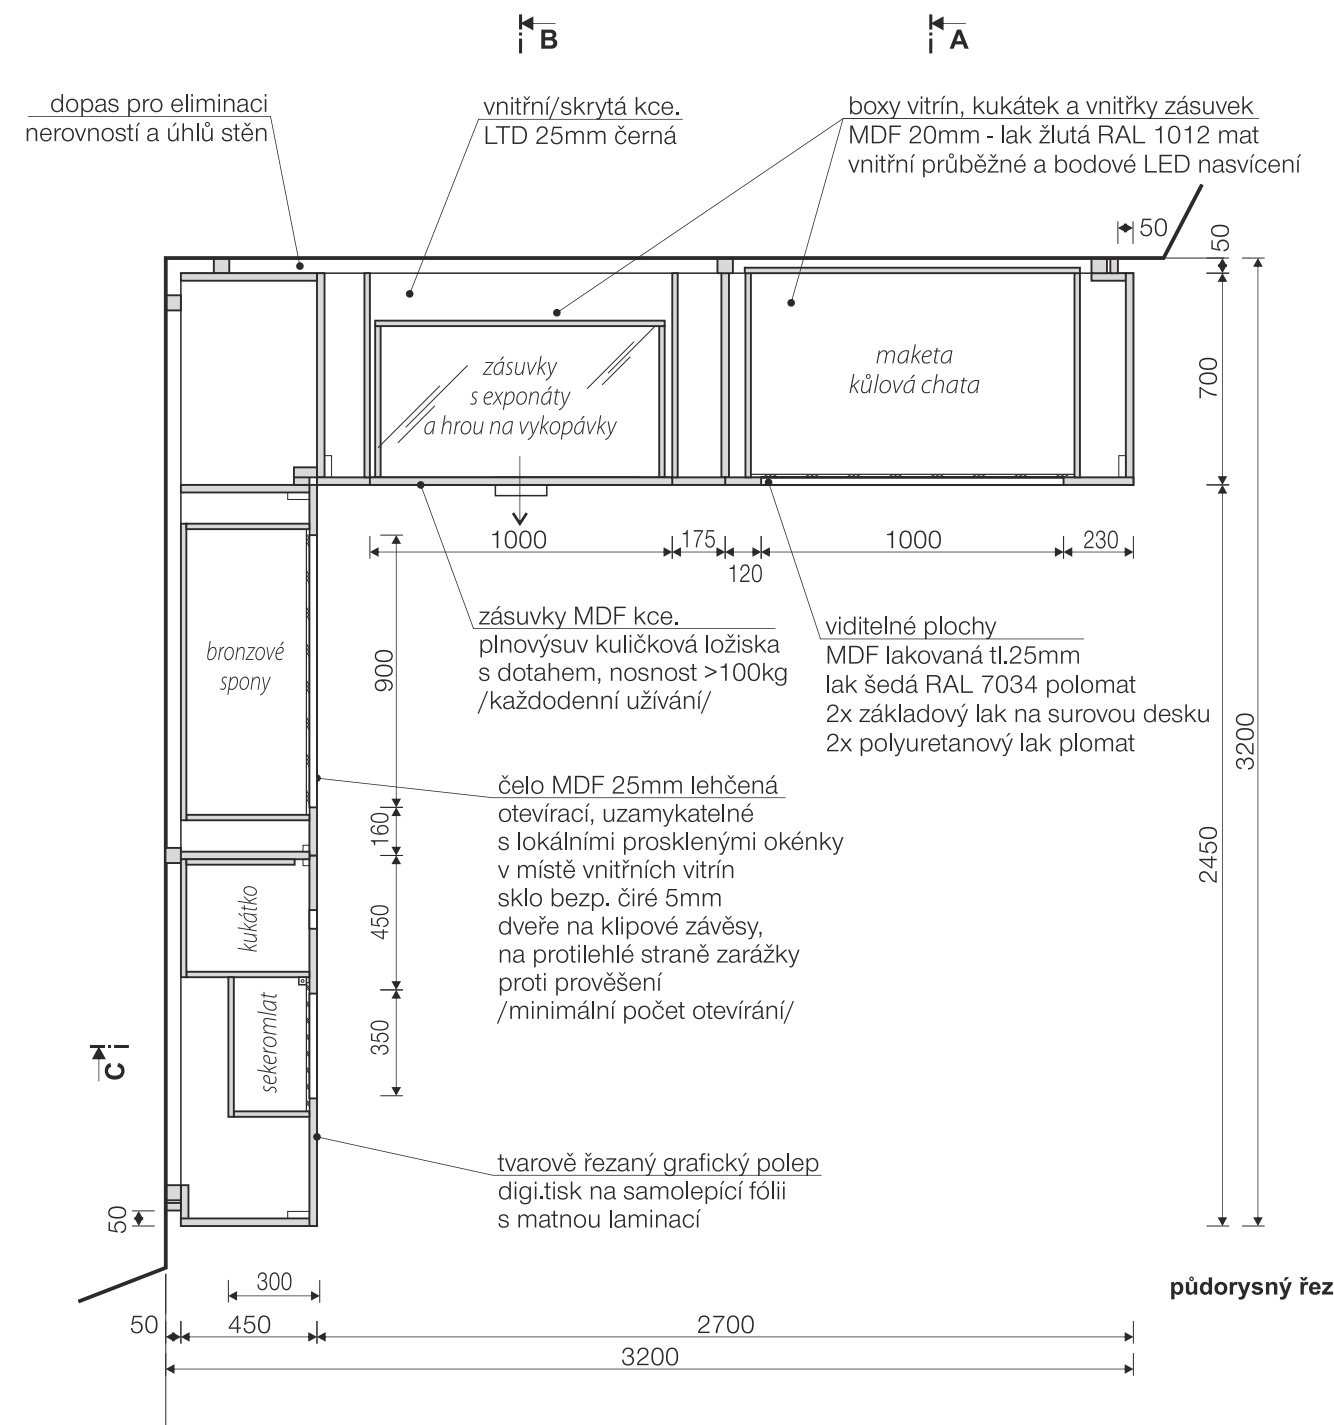 B
A
dopas pro eliminaci
nerovností a úhlů stěn
vnitřní/skrytá kce.
LTD 25mm černá
boxy vitrín, kukátek a vnitřky zásuvek
MDF 20mm - lak žlutá RAL 1012 mat
vnitřní průběžné a bodové LED nasvícení
50
50
zásuvky
s exponáty
a hrou na vykopávky
maketa
kůlová chata
700
1000
175
120
1000
230
zásuvky MDF kce.
plnovýsuv kuličková ložiska
s dotahem, nosnost >100kg
/každodenní užívání/
viditelné plochy
MDF lakovaná tl.25mm
lak šedá RAL 7034 polomat
2x základový lak na surovou desku
2x polyuretanový lak plomat
bronzové
spony
900
3200
2450
čelo MDF 25mm lehčená
otevírací, uzamykatelné
s lokálními prosklenými okénky
v místě vnitřních vitrín
sklo bezp. čiré 5mm
dveře na klipové závěsy,
na protilehlé straně zarážky
proti prověšení
/minimální počet otevírání/
160
kukátko
450
sekeromlat
350
C
tvarově řezaný grafický polep
digi.tisk na samolepící fólii
s matnou laminací
50
300
půdorysný řez
50
450
2700
3200